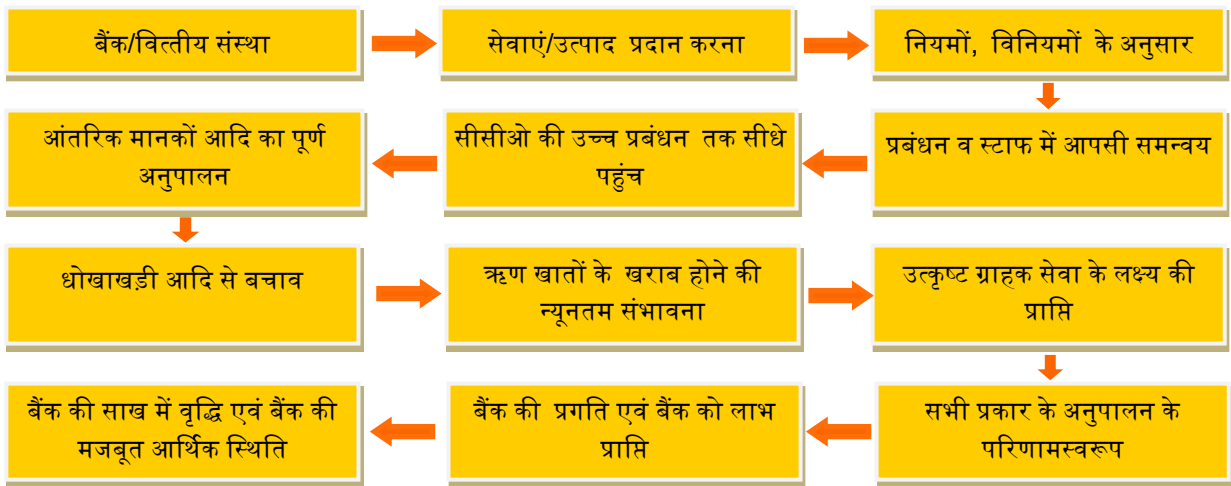 बैंक/वित्तीय संस्था
सेवाएं/उत्पाद प्रदान करना
नियमों, विनियमों के अनुसार
प्रबंधन व स्टाफ में आपसी समन्वय
सीसीओ की उच्च प्रबंधन तक सीधे
पहुंच
आंतरिक मानकों आदि का पूर्ण
अनुपालन
धोखाखड़ी आदि से बचाव
ऋण खातों के खराब होने की
न्यूनतम संभावना
उत्कृष्ट ग्राहक सेवा के लक्ष्य की
प्राप्ति
सभी प्रकार के अनुपालन के
परिणामस्वरूप
बैंक की प्रगति एवं बैंक को लाभ
प्राप्ति
बैंक की साख में वृद्धि एवं बैंक की
मजबूत आर्थिक स्थिति